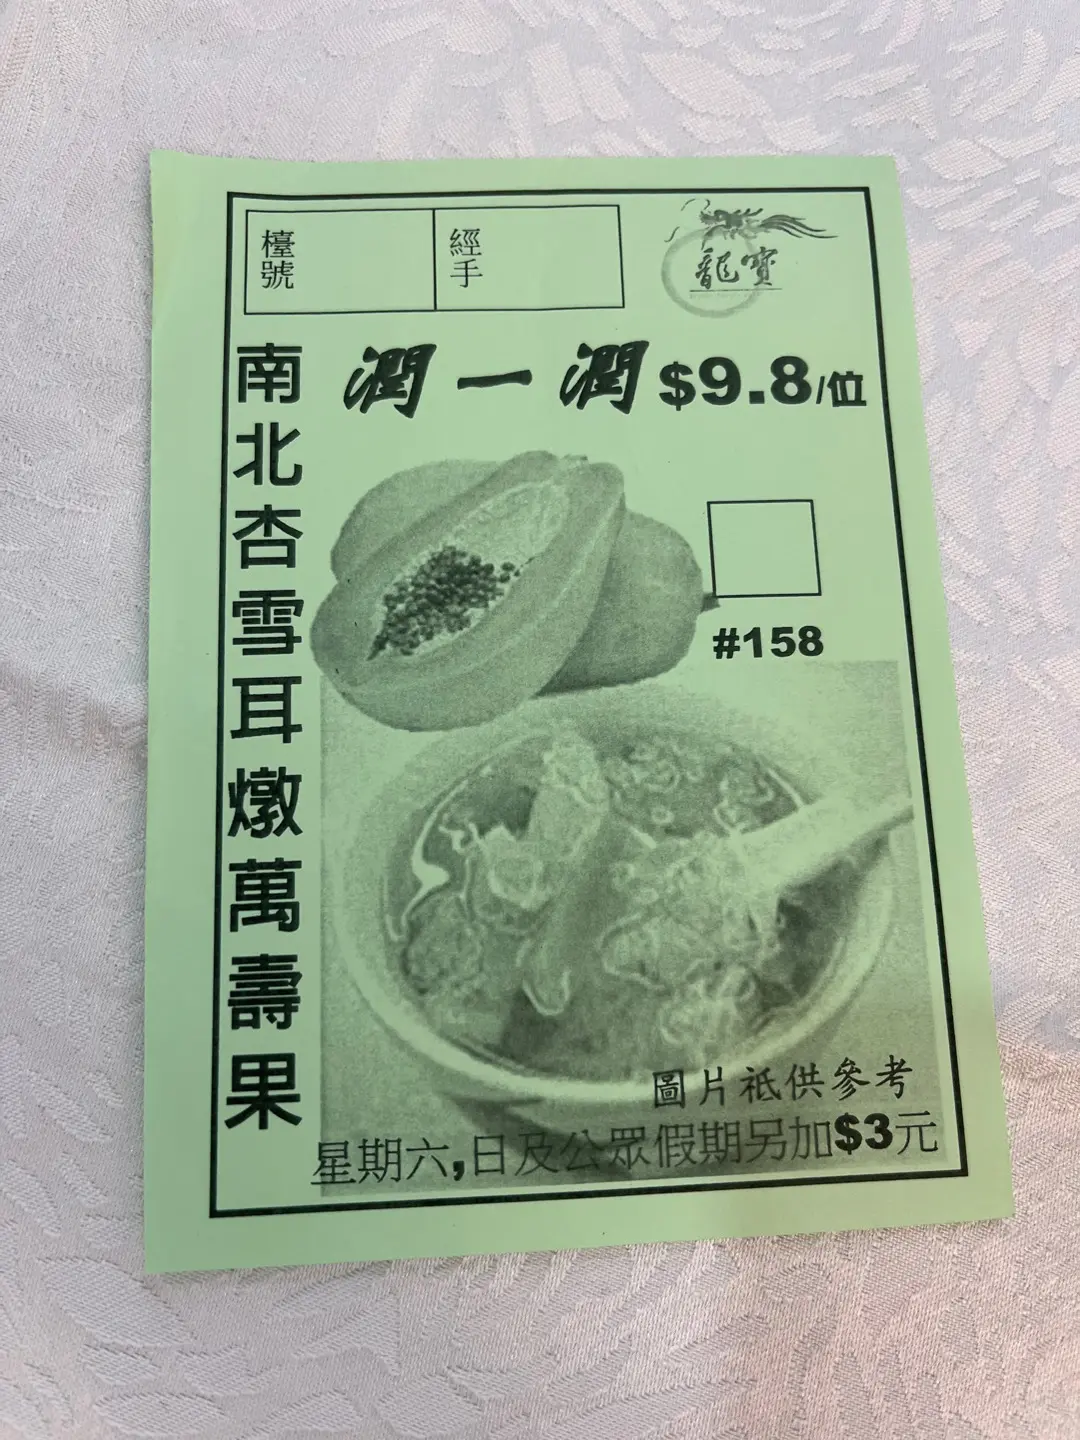 檯號
經手
龍寶
潤一潤 $9.8/位
南北杏雪耳燉萬壽果
#158
圖片祗供參考
星期六,日及公眾假期另加$3元